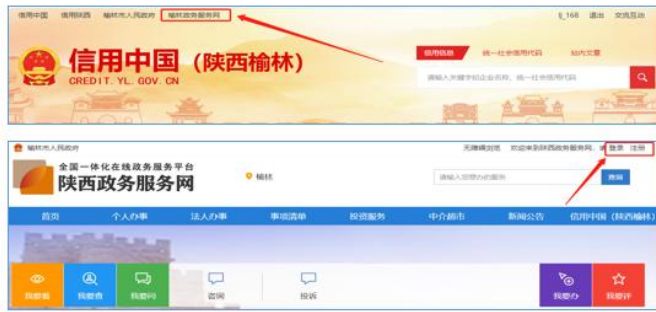 信用中国 信用陕西 榆林市人民政府 榆林政务服务网
lj_168 退出 交流互动
信用中国（陕西榆林）
CREDIT. YL. GOV. CN
信用信息 统一社会信用代码 站内文章
请输入关键字如企业名称、统一社会信用代码
榆林市人民政府
无障碍浏览 欢迎来到陕西政务服务网，请 登录 注册
全国一体化在线政务服务平台
陕西政务服务网
榆林
请输入您想办的服务
查询
首页 个人办事 法人办事 事项清单 投资服务 中介超市 新闻公告 信用中国（陕西榆林）
我要看 我要查 我要问 咨询 投诉 我要办 我要评